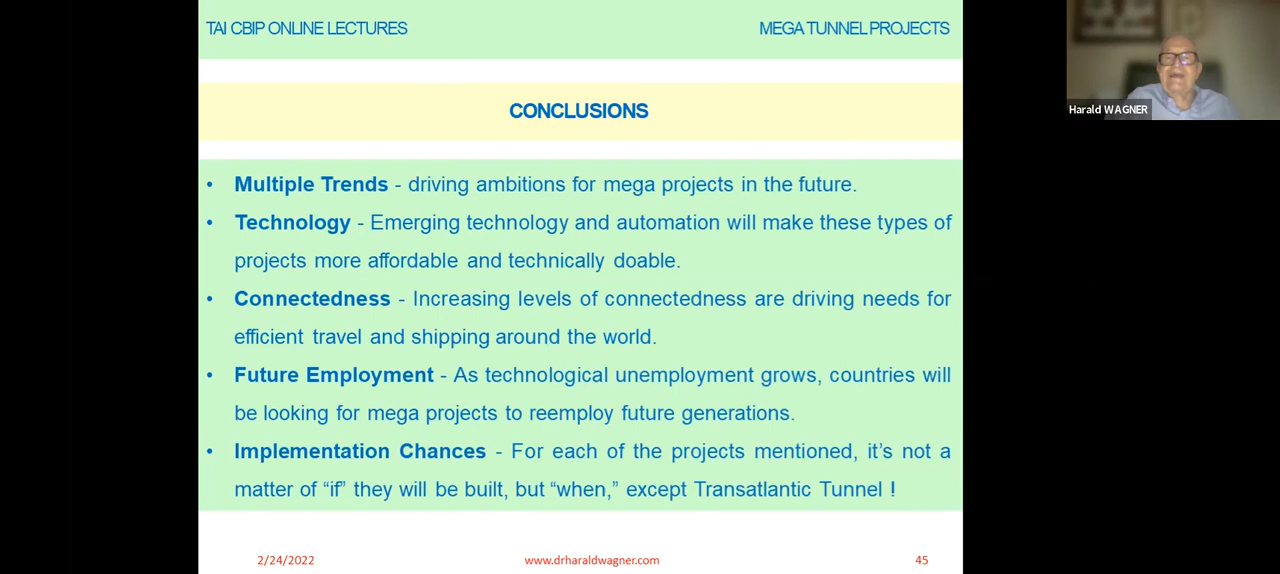 TAI CBIP ONLINE LECTURES MEGA TUNNEL PROJECTS
Harald WAGNER
CONCLUSIONS
• Multiple Trends - driving ambitions for mega projects in the future.
• Technology - Emerging technology and automation will make these types of
projects more affordable and technically doable.
• Connectedness - Increasing levels of connectedness are driving needs for
efficient travel and shipping around the world.
• Future Employment - As technological unemployment grows, countries will
be looking for mega projects to reemploy future generations.
• Implementation Chances - For each of the projects mentioned, it’s not a
matter of “if” they will be built, but “when,” except Transatlantic Tunnel !
2/24/2022 www.drharaldwagner.com 45